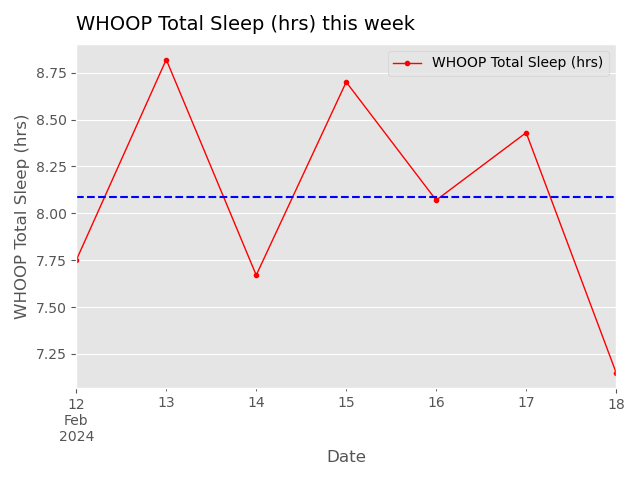 WHOOP Total Sleep (hrs) this week
WHOOP Total Sleep (hrs)
WHOOP Total Sleep (hrs)
8.75
8.50
8.25
8.00
7.75
7.50
7.25
12 13 14 15 16 17 18
Feb
2024
Date